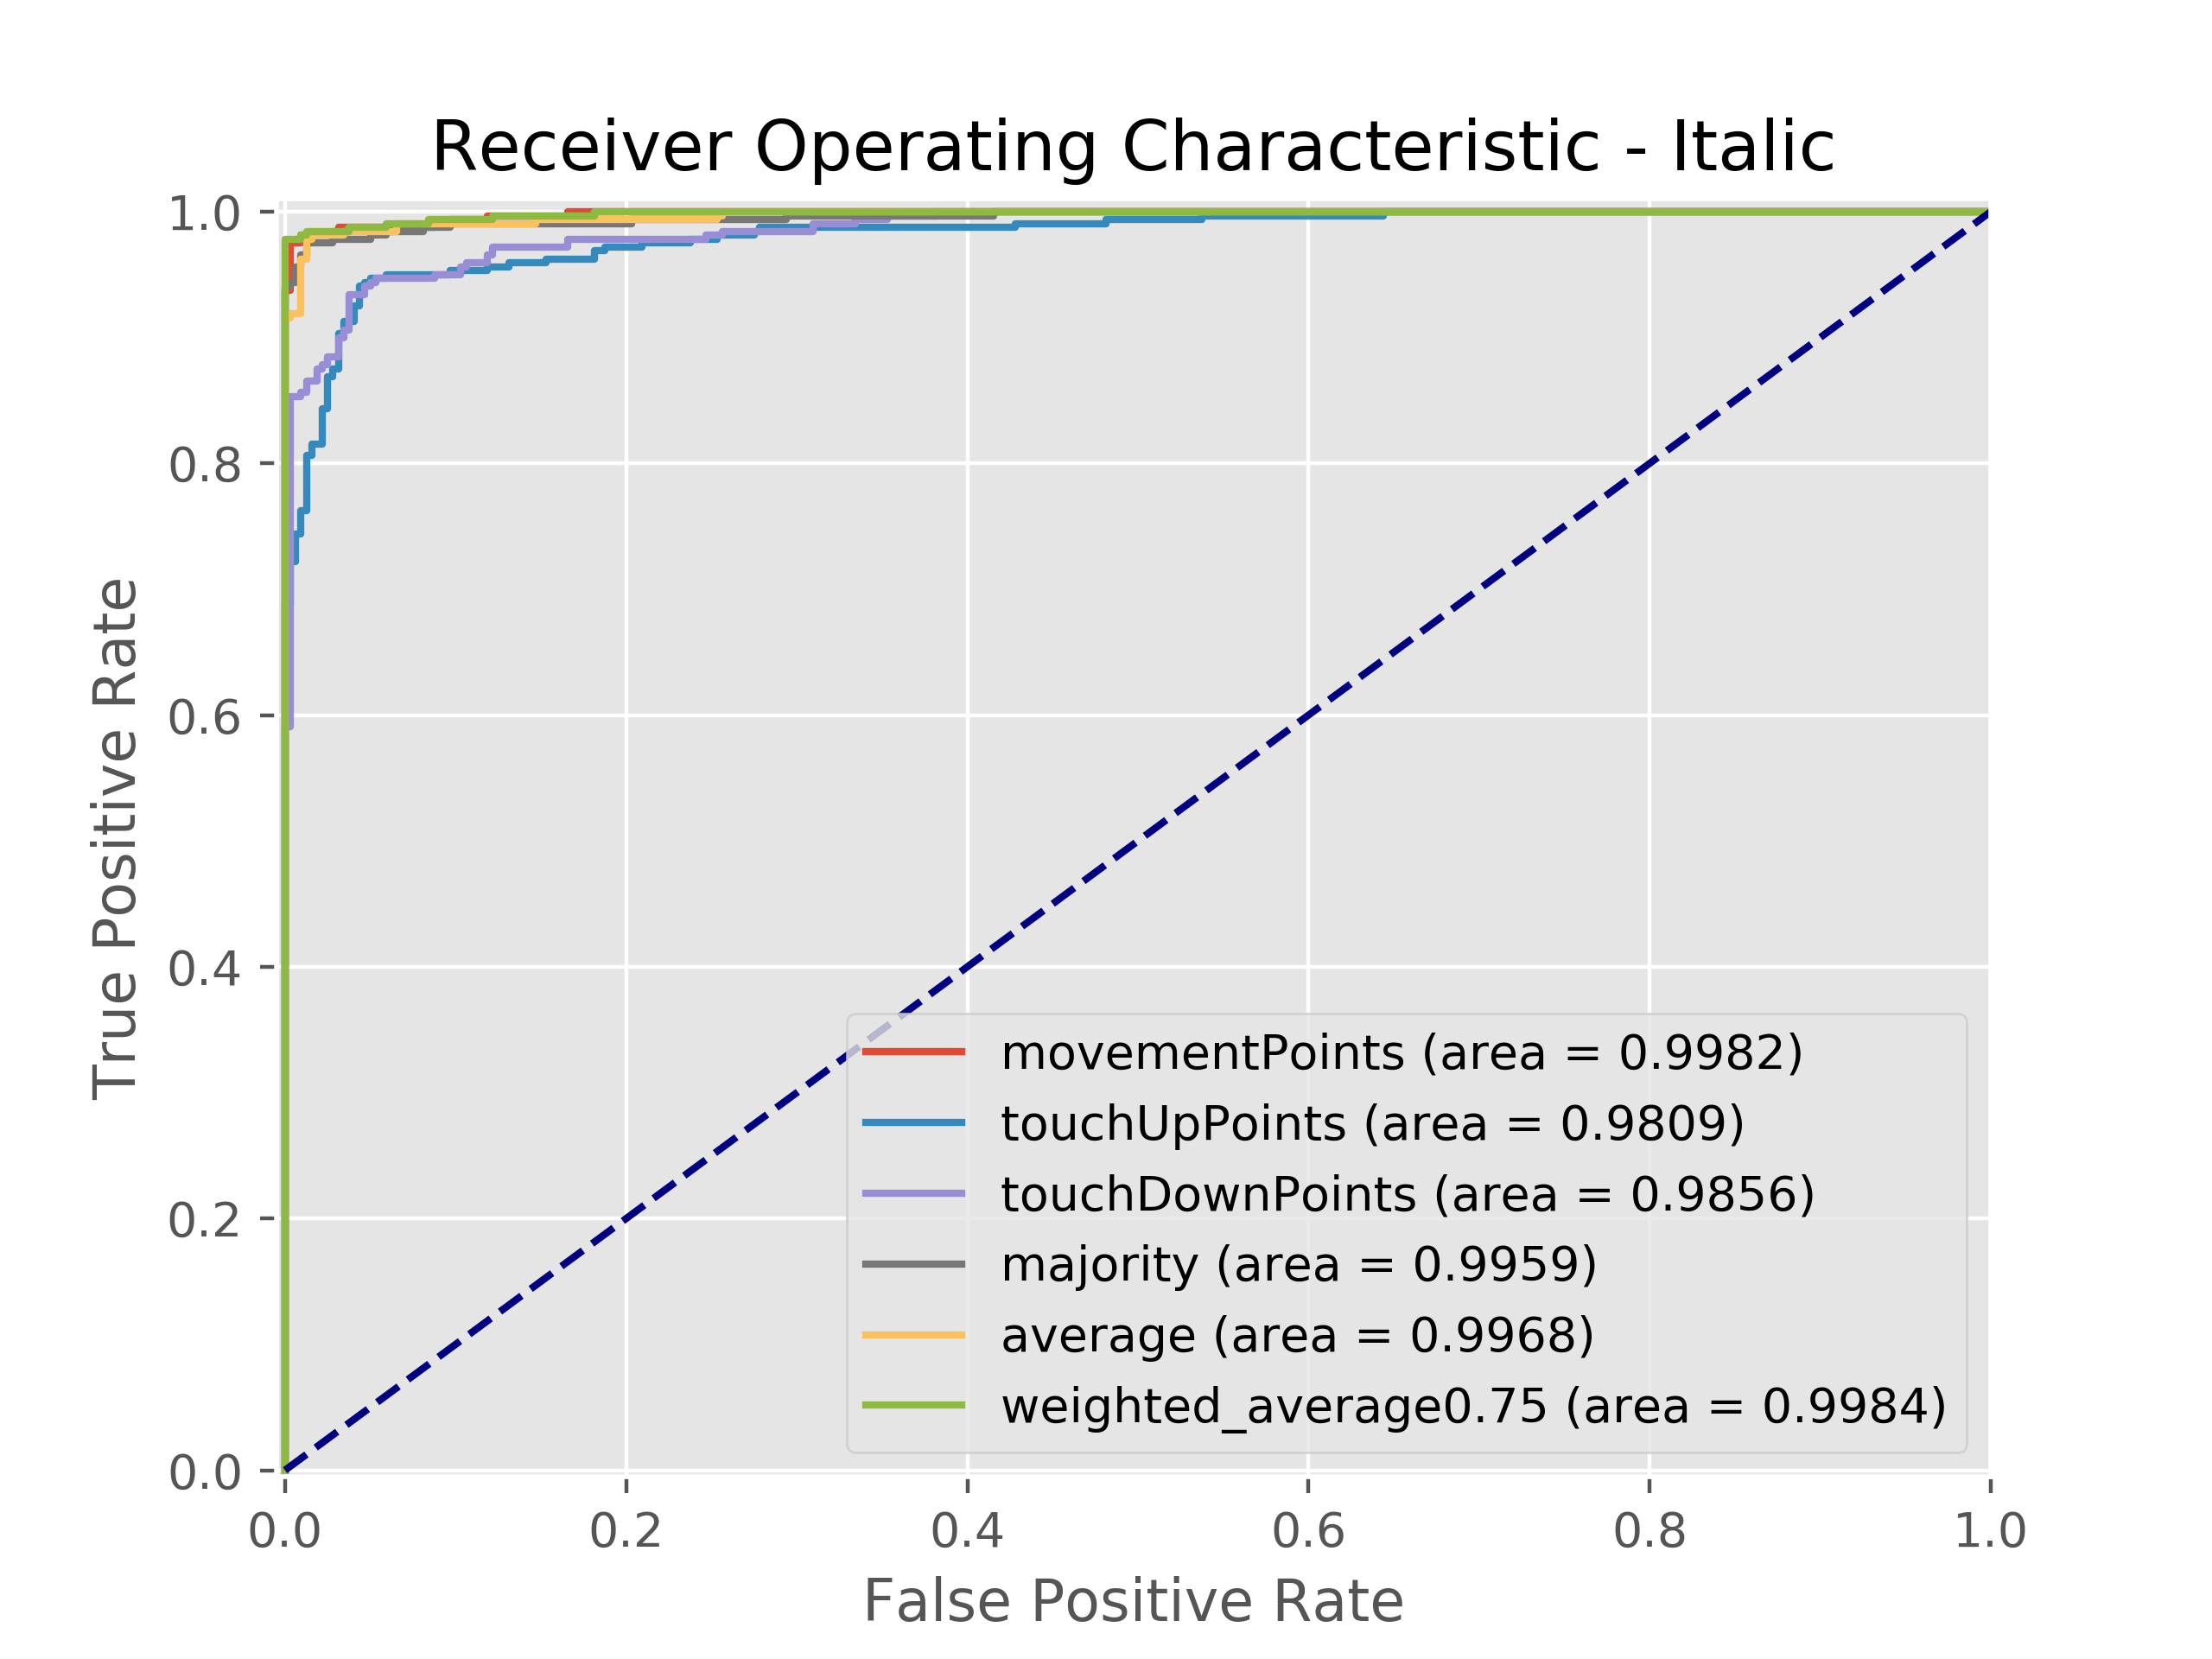 Receiver Operating Characteristic - Italic
1.0
0.8
0.6
0.4
0.2
0.0
True Positive Rate
movementPoints (area = 0.9982)
touchUpPoints (area = 0.9809)
touchDownPoints (area = 0.9856)
majority (area = 0.9959)
average (area = 0.9968)
weighted_average0.75 (area = 0.9984)
0.0 0.2 0.4 0.6 0.8 1.0
False Positive Rate